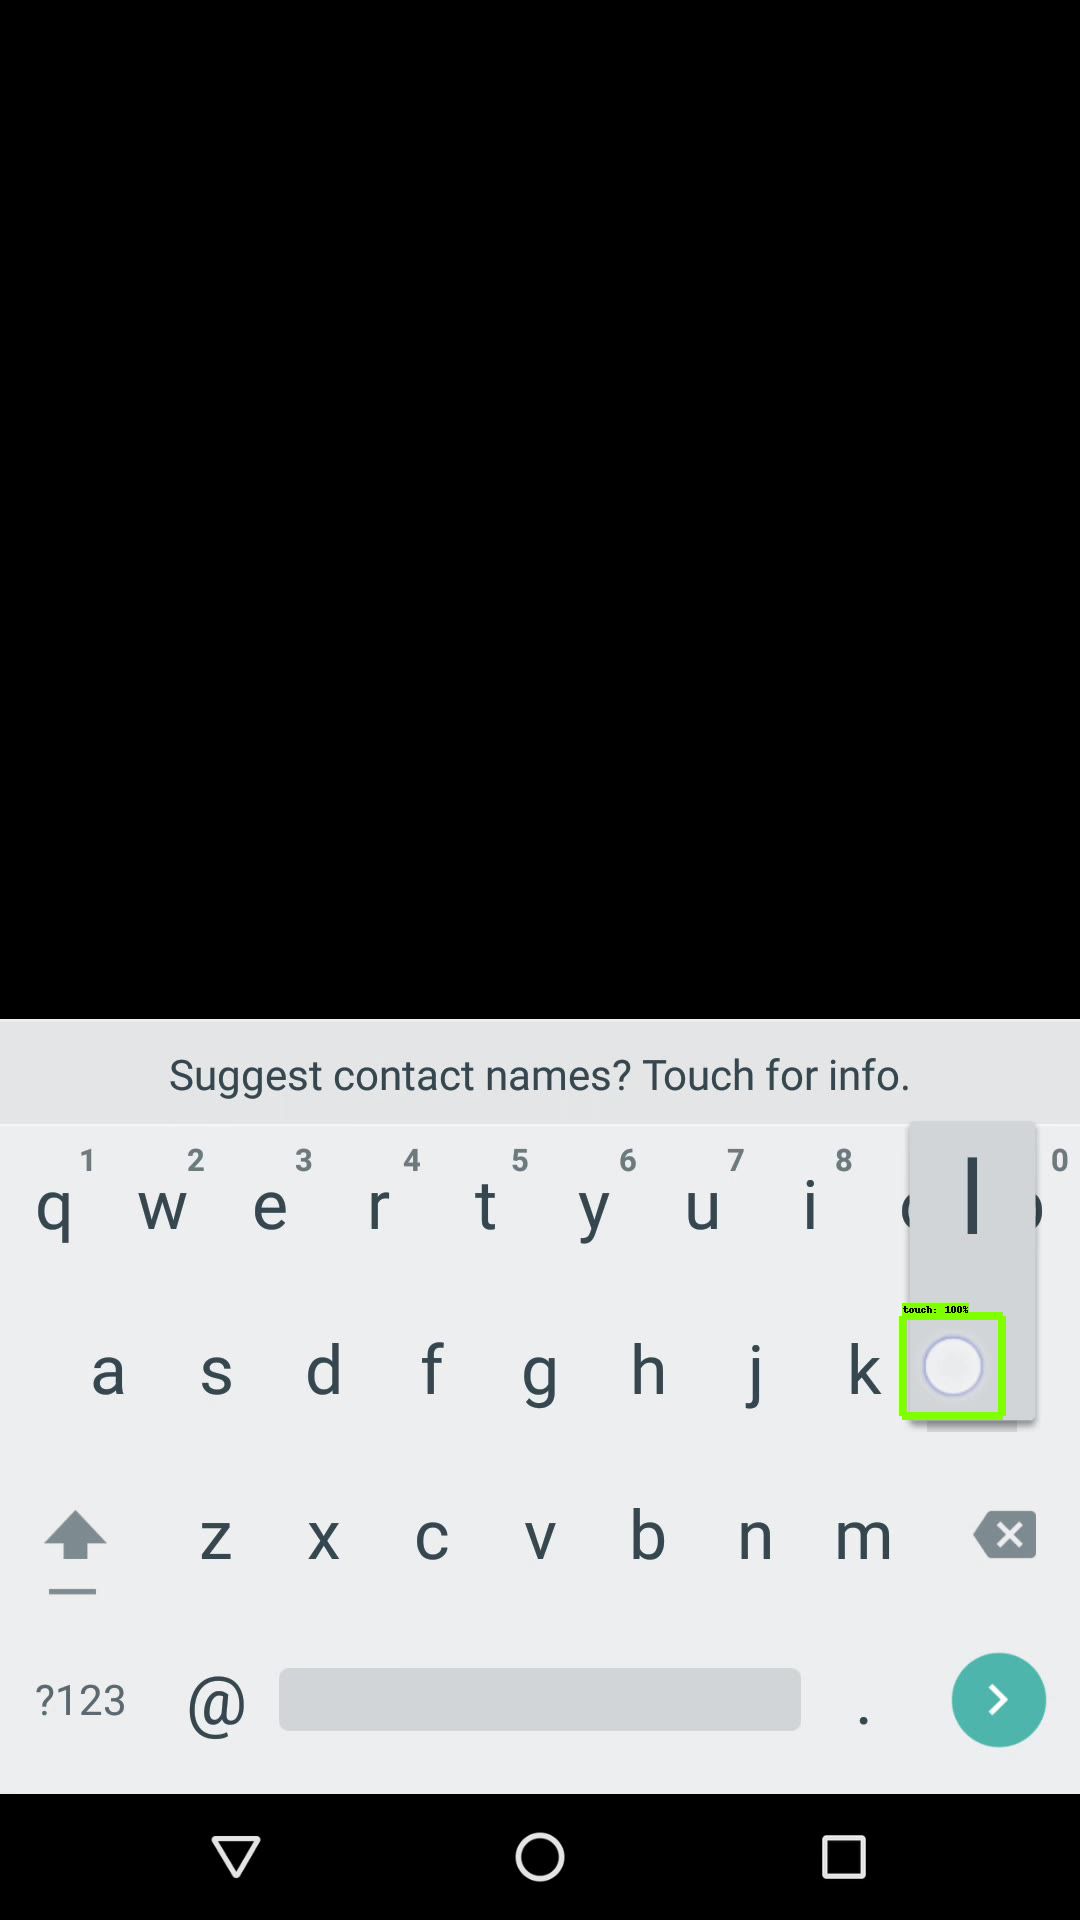 Suggest contact names? Touch for info.
1 2 3 4 5 6 7 8 0
q w e r t y u i l
touch: 100%
a s d f g h j k
z x c v b n m
?123 @ .